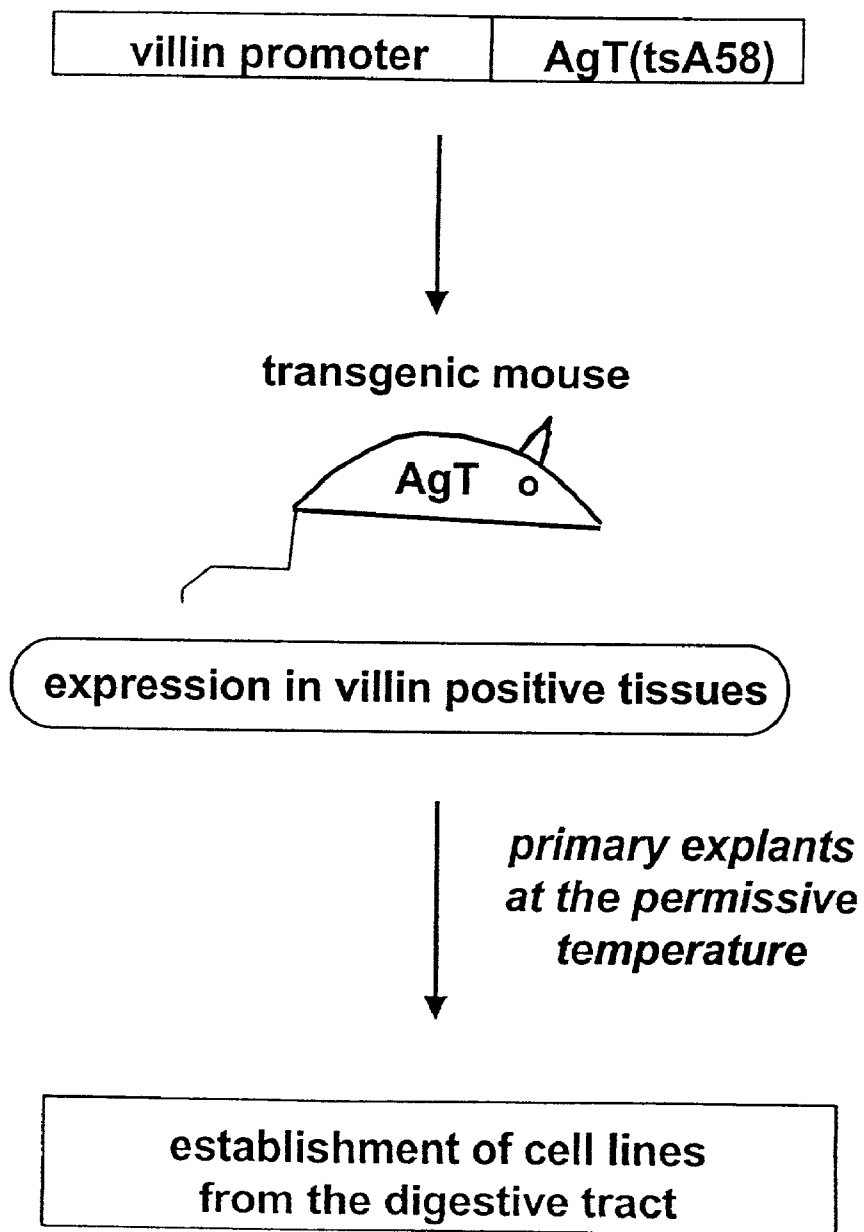 villin promoter AgT(tsA58)
transgenic mouse
AgT
expression in villin positive tissues
primary explants
at the permissive
temperature
establishment of cell lines
from the digestive tract